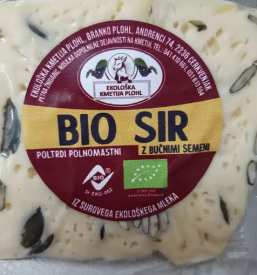 EKOLOŠKA KMETIJA PLOHL, BRANKO PLOHL, ANDRENCI 74, 2236 CERKVENJAK
EKOLOŠKA
KMETIJA PLOHL
BIO SIR
POLTRDI POLNOMASTNI
Z BUČNIMI SEMENI
BIO
IZ SUROVEGA EKOLOŠKEGA MLEKA